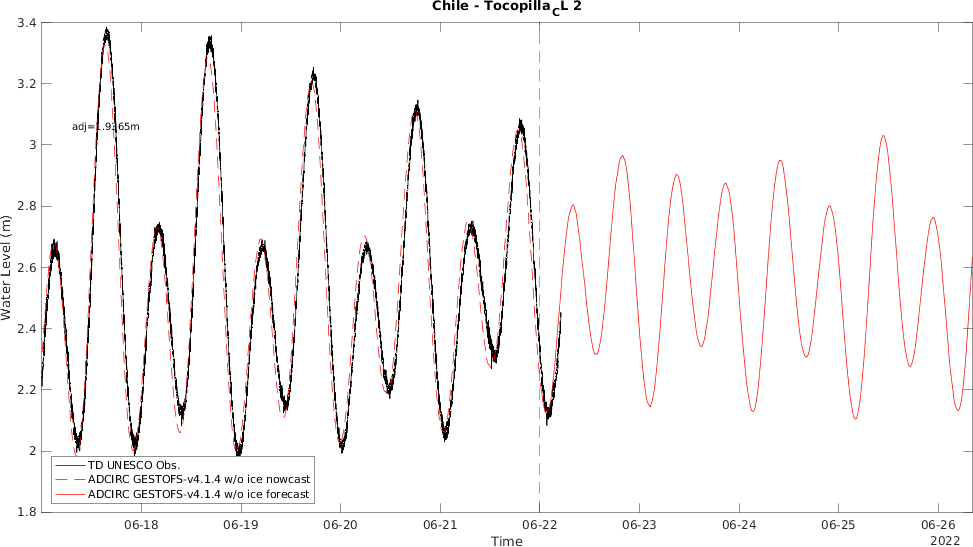 Chile - Tocopilla_CL 2
3.4
3.2
3
2.8
2.6
2.4
2.2
2
1.8
Water Level (m)
adj=1.9365m
TD UNESCO Obs.
ADCIRC GESTOFS-v4.1.4 w/o ice nowcast
ADCIRC GESTOFS-v4.1.4 w/o ice forecast
06-18 06-19 06-20 06-21 06-22 06-23 06-24 06-25 06-26
Time
2022